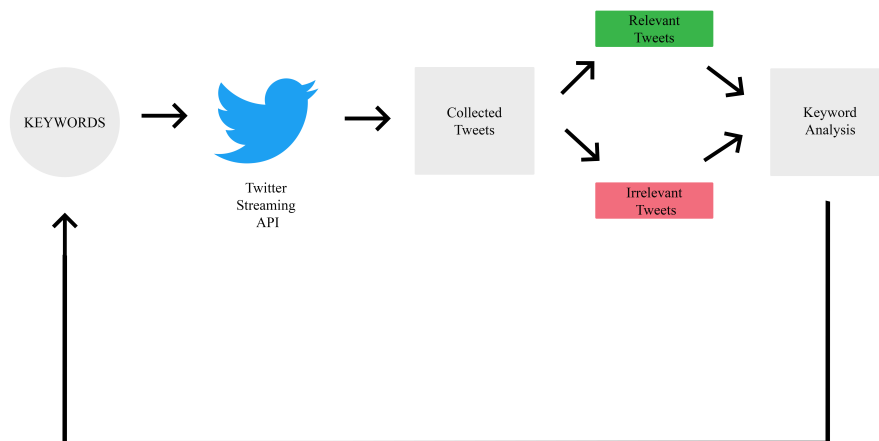 KEYWORDS
Twitter
Streaming
API
Collected
Tweets
Relevant
Tweets
Irrelevant
Tweets
Keyword
Analysis